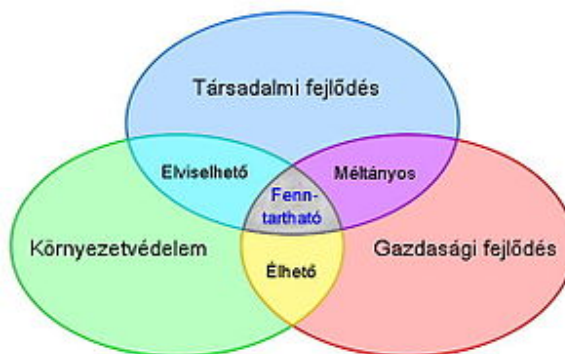 Társadalmi fejlődés
Elviselhető
Méltányos
Fenn-
tartható
Környezetvédelem
Gazdasági fejlődés
Élhető